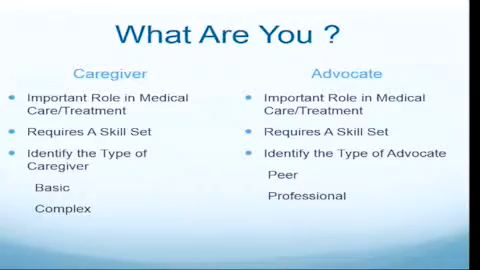 What Are You ?
Caregiver
Important Role in Medical
Care/Treatment
Requires A Skill Set
Identify the Type of
Caregiver
Basic
Complex
Advocate
Important Role in Medical
Care/Treatment
Requires A Skill Set
Identify the Type of Advocate
Peer
Professional